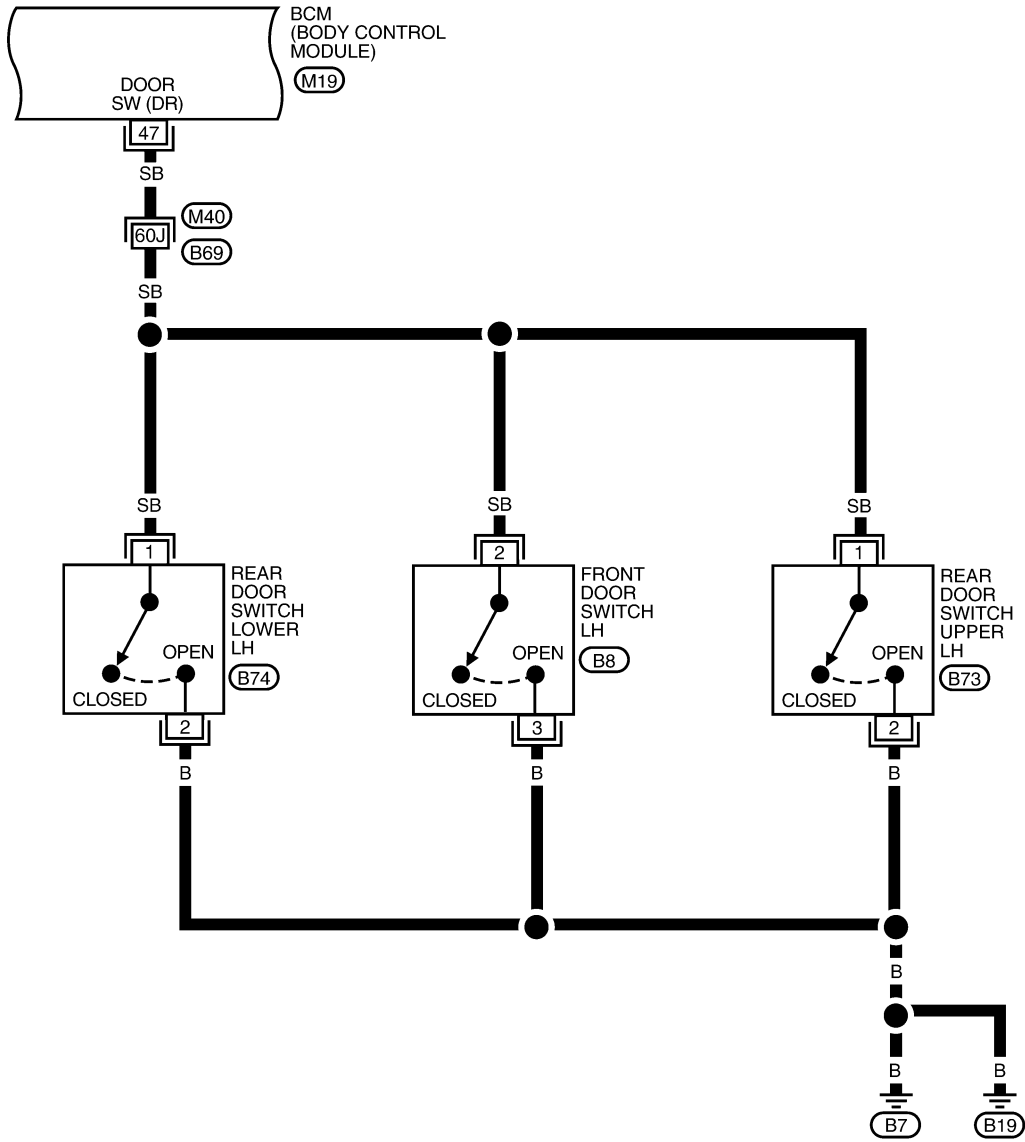 BCM
(BODY CONTROL
MODULE)
M19
DOOR
SW (DR)
47
SB
M40
60J
B69
SB
SB
SB
SB
1
2
1
REAR
DOOR
SWITCH
LOWER
LH
B74
OPEN
CLOSED
FRONT
DOOR
SWITCH
LH
B8
OPEN
CLOSED
REAR
DOOR
SWITCH
UPPER
LH
B73
OPEN
CLOSED
2
3
2
B
B
B
B
B
B
B7
B19